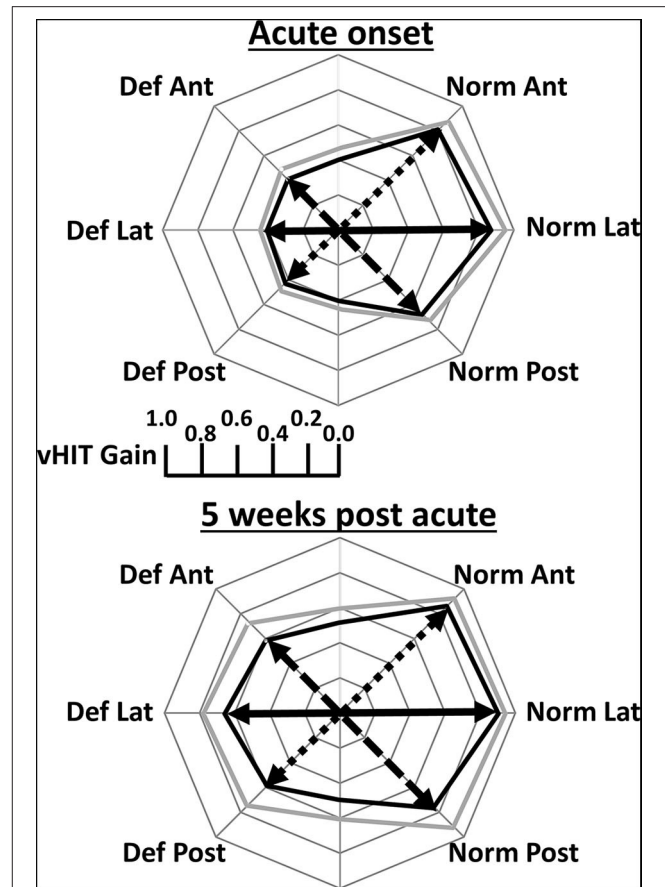 Acute onset
Def Ant Norm Ant
Def Lat Norm Lat
Def Post Norm Post
1.0 0.8 0.6 0.4 0.2 0.0
vHIT Gain
5 weeks post acute
Def Ant Norm Ant
Def Lat Norm Lat
Def Post Norm Post